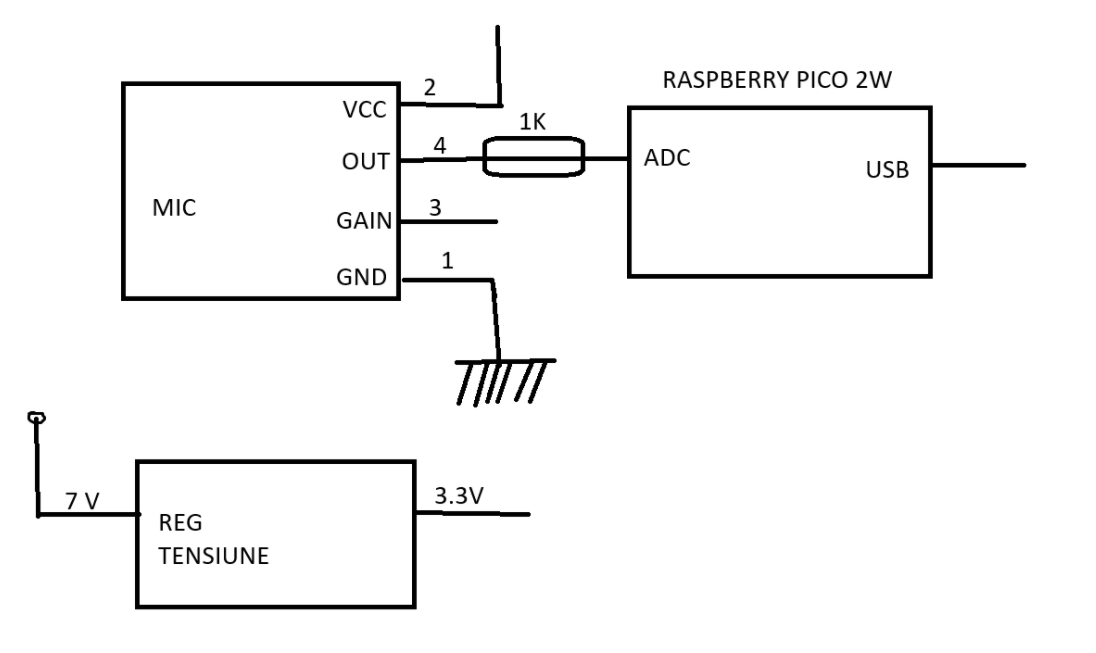 RASPBERRY PICO 2W
MIC
VCC
2
OUT
4
1K
GAIN
3
GND
1
ADC
USB
7 V
REG
TENSIUNE
3.3V